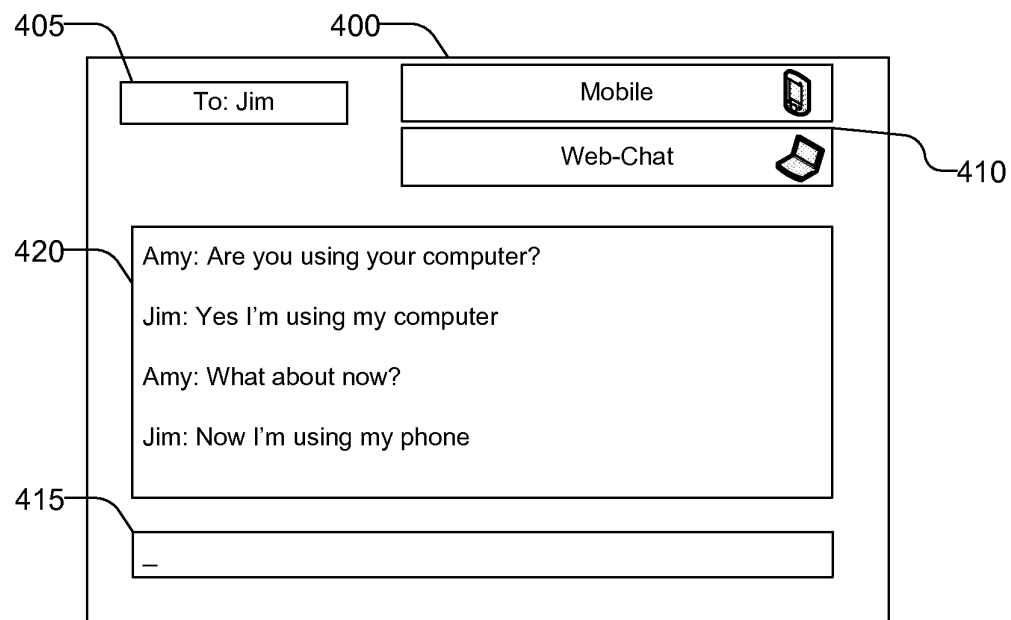 405
400
To: Jim
Mobile
Web-Chat
410
420
Amy: Are you using your computer?
Jim: Yes I’m using my computer
Amy: What about now?
Jim: Now I’m using my phone
415
_